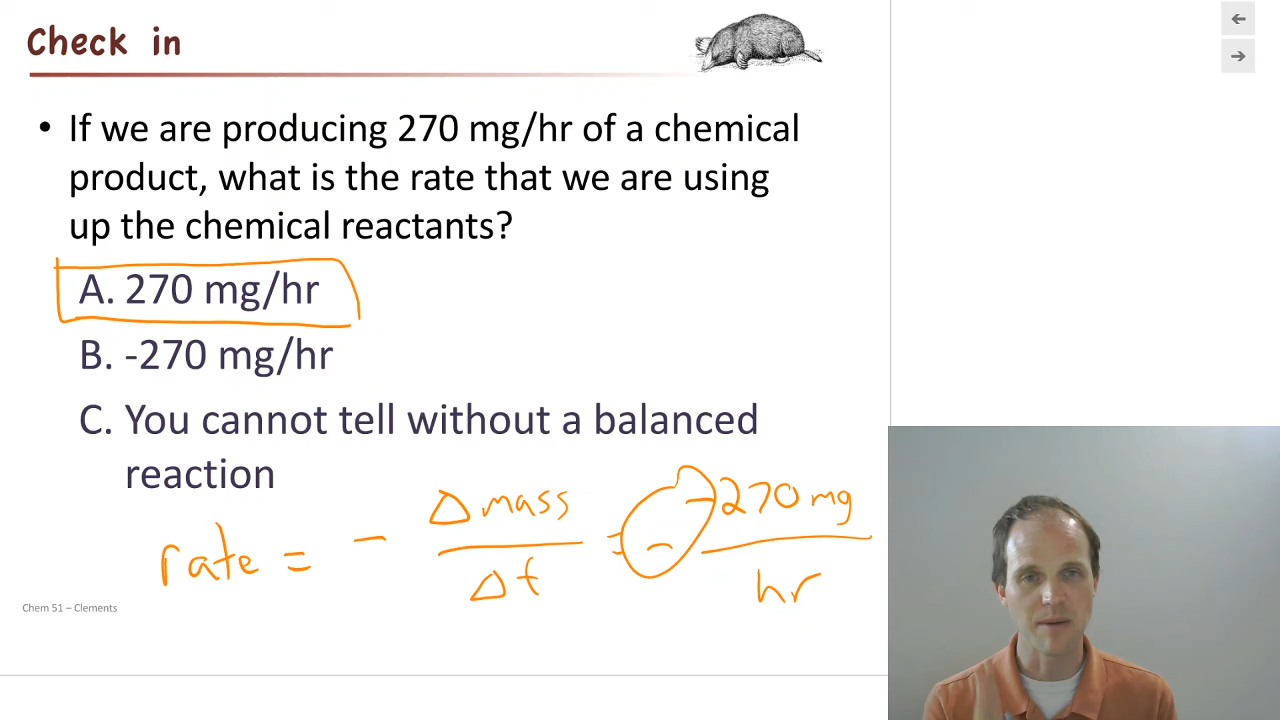 Check in
• If we are producing 270 mg/hr of a chemical
product, what is the rate that we are using
up the chemical reactants?
A. 270 mg/hr
B. -270 mg/hr
C. You cannot tell without a balanced
reaction
rate = - Δmass/Δt = - -270 mg/hr
Chem 51 – Clements